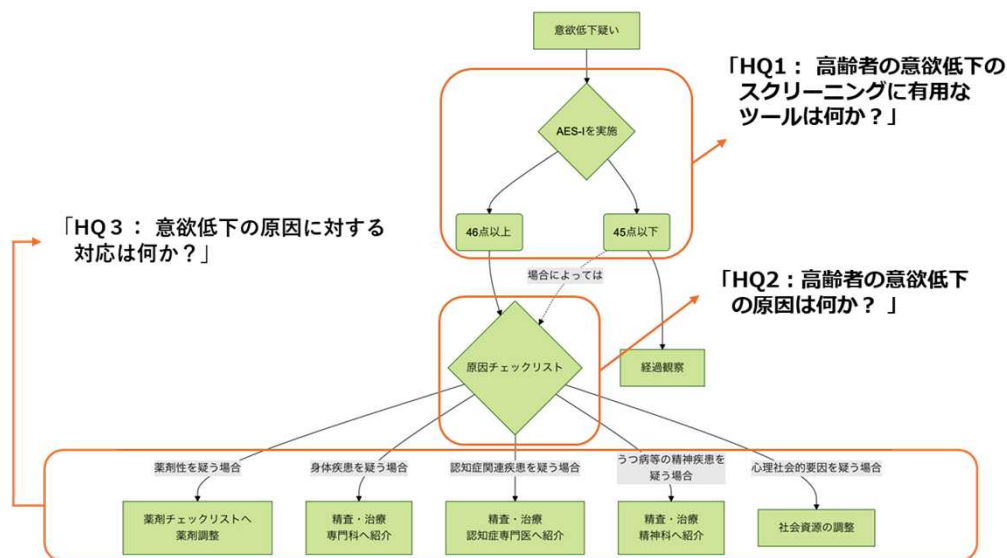 意欲低下疑い
「HQ1： 高齢者の意欲低下の
スクリーニングに有用な
ツールは何か？」
AES-Iを実施
46点以上
45点以下
「HQ３： 意欲低下の原因に対する
対応は何か？」
場合によっては
「HQ2：高齢者の意欲低下
の原因は何か？ 」
原因チェックリスト
経過観察
薬剤性を疑う場合
身体疾患を疑う場合
認知症関連疾患を疑う場合
うつ病等の精神疾患を
疑う場合
心理社会的要因を疑う場合
薬剤チェックリストへ
薬剤調整
精査・治療
専門科へ紹介
精査・治療
認知症専門医へ紹介
精査・治療
精神科へ紹介
社会資源の調整